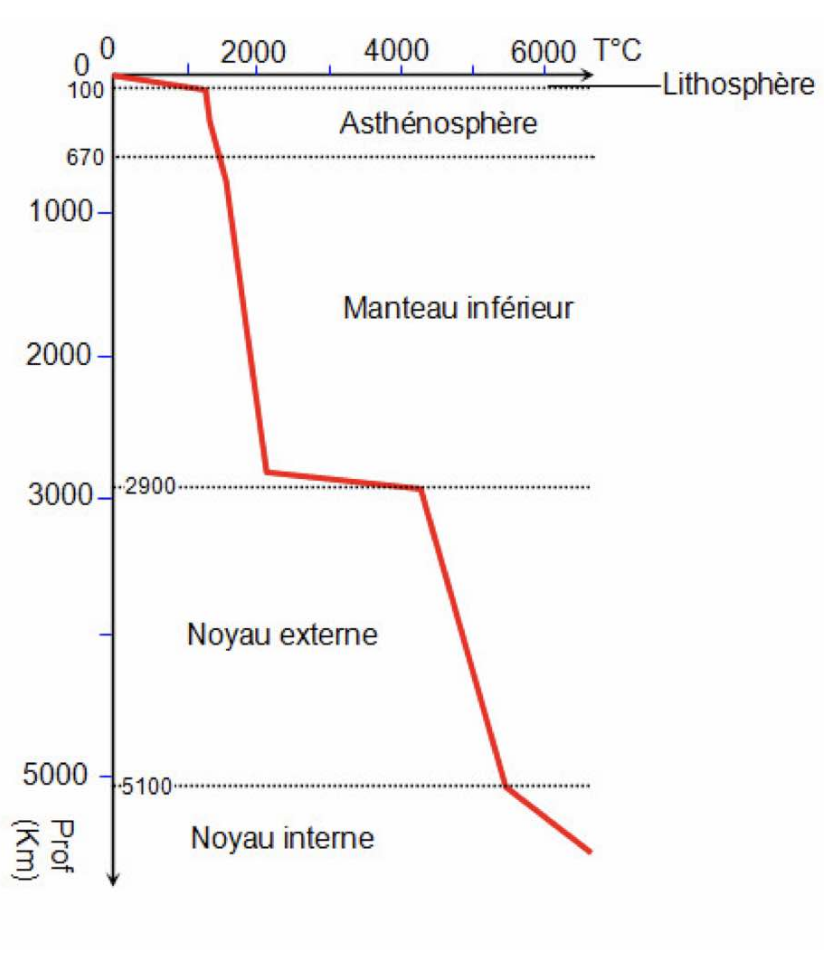 0 2000 4000 6000 T°C
0
100
Lithosphère
Asthénosphère
670
1000
Manteau inférieur
2000
2900
3000
Noyau externe
5000
5100
Noyau interne
Prof
(Km)